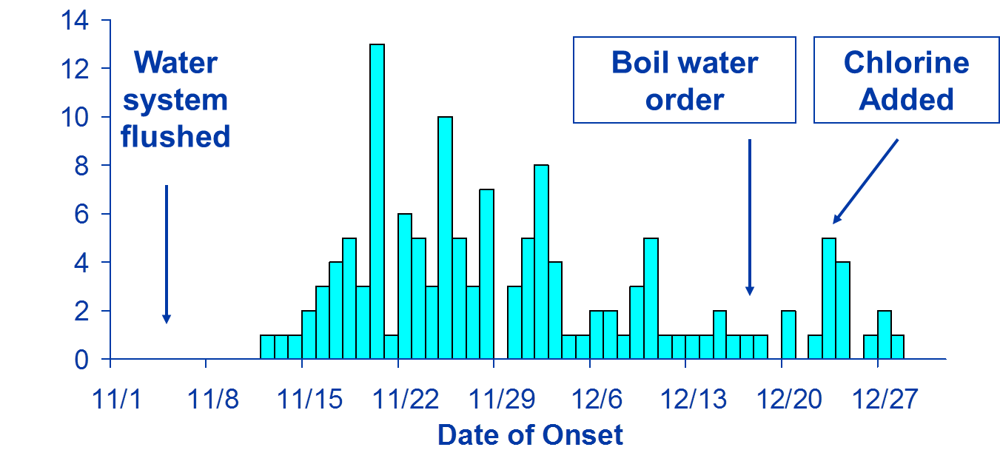 14
12
10
8
6
4
2
0
Water
system
flushed
Boil water
order
Chlorine
Added
11/1 11/8 11/15 11/22 11/29 12/6 12/13 12/20 12/27
Date of Onset